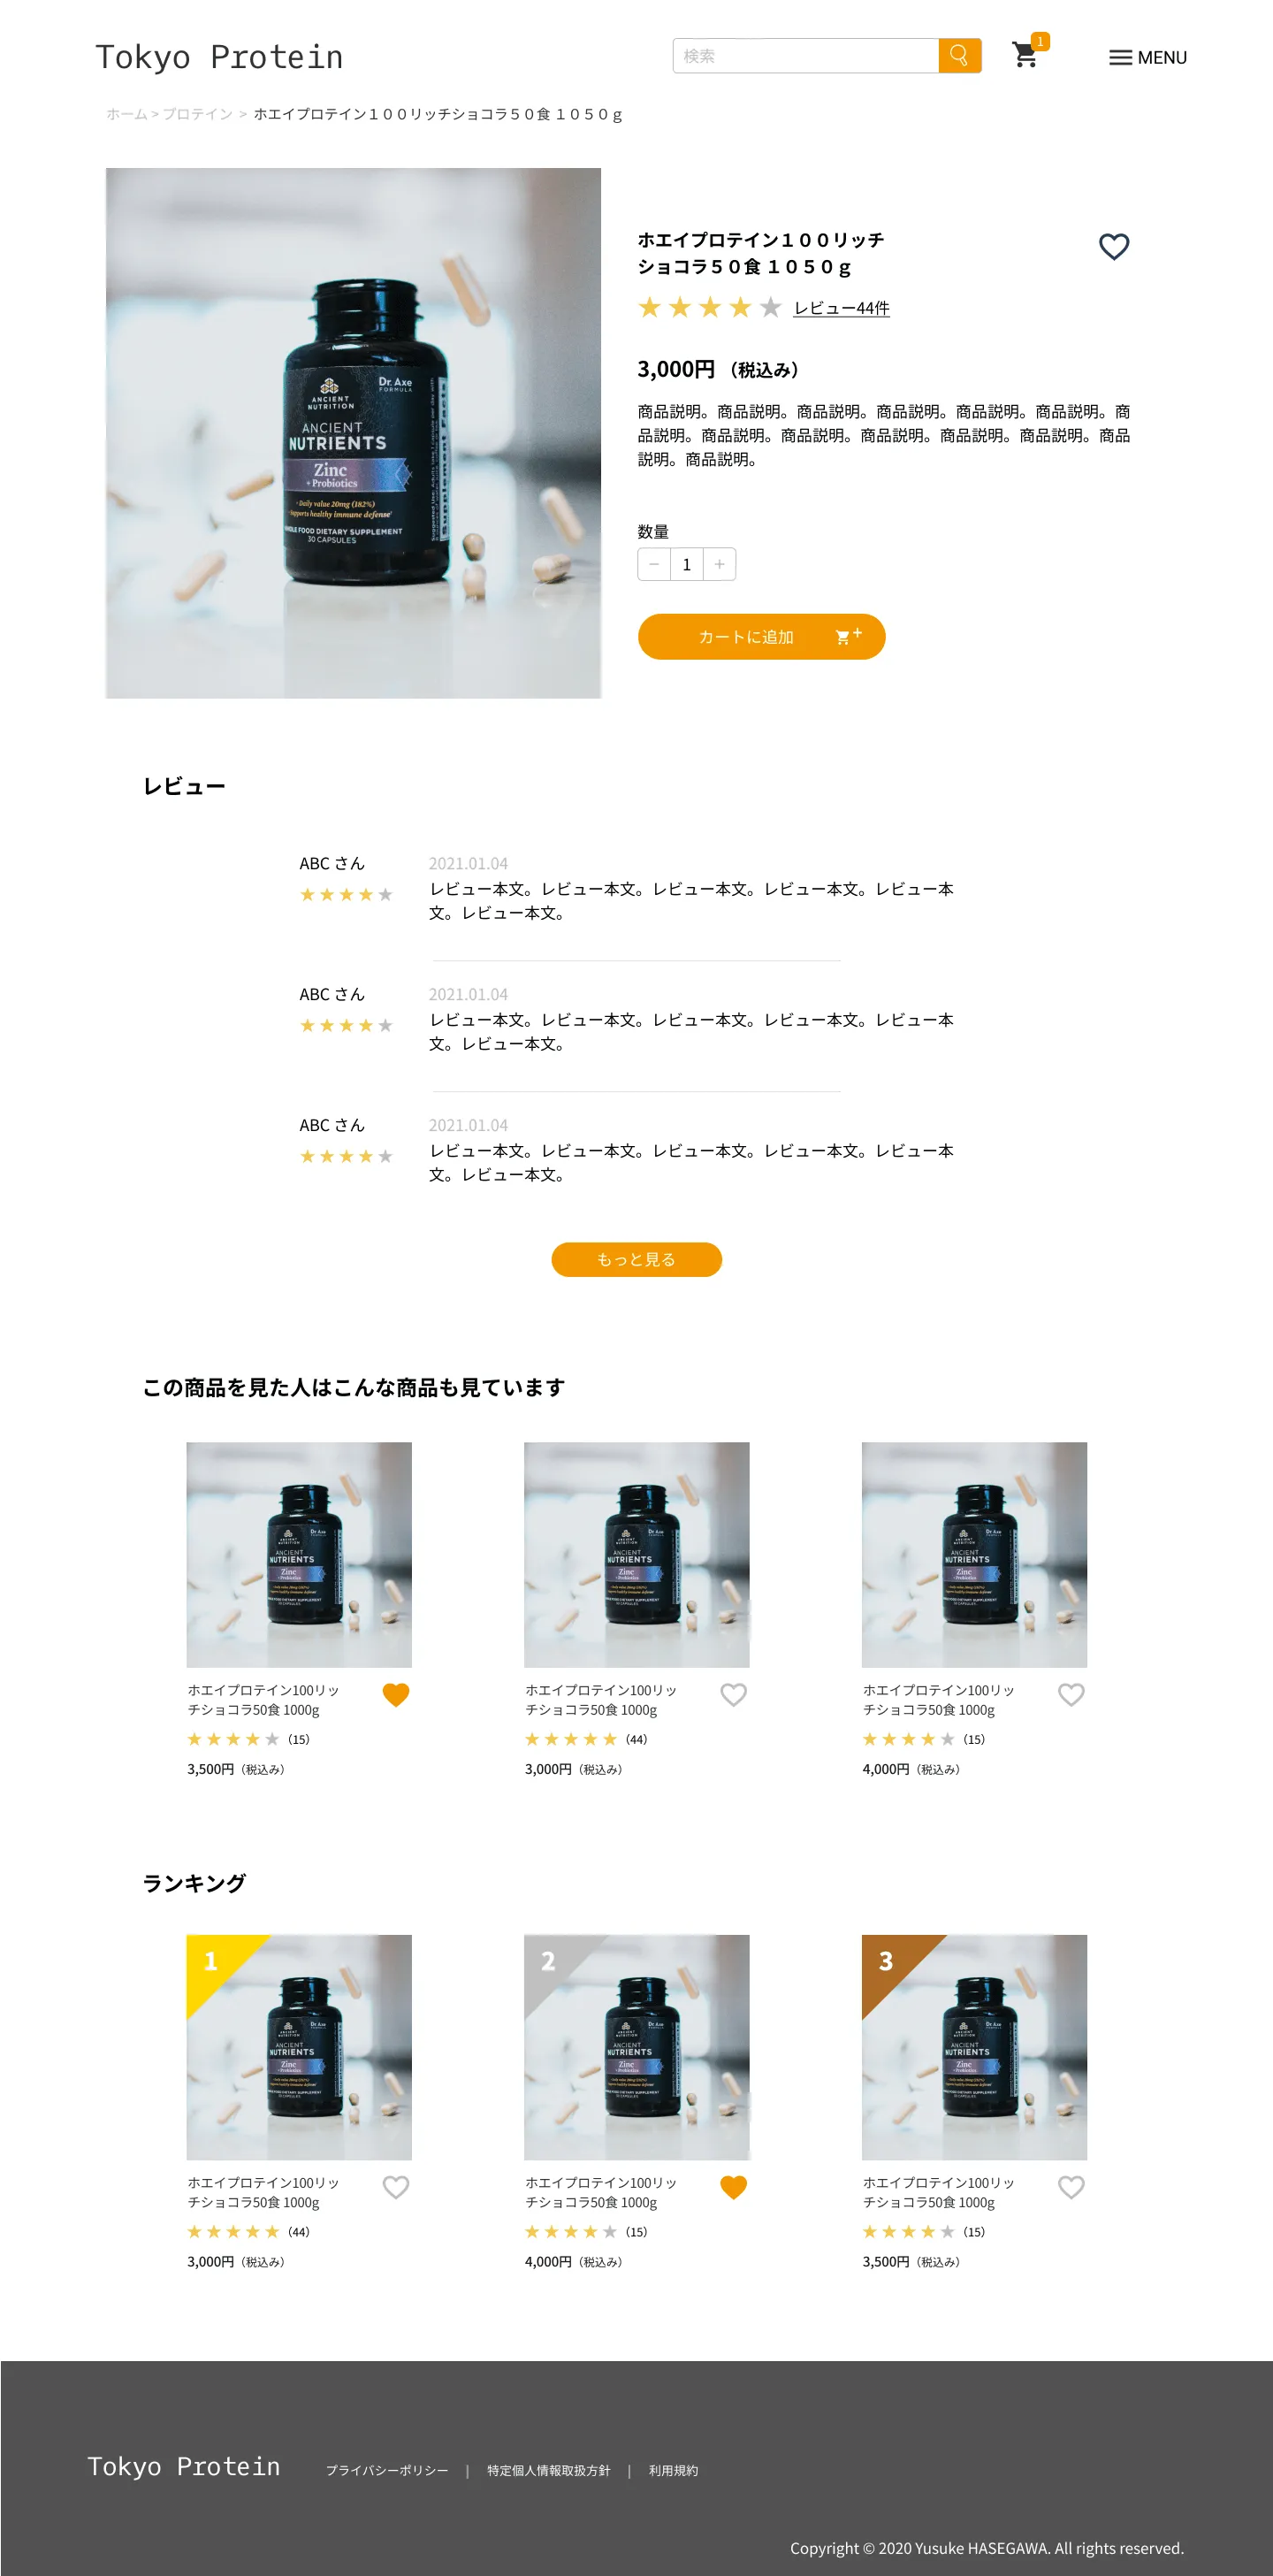 Tokyo Protein
検索
1
MENU
ホーム > プロテイン > ホエイプロテイン１００リッチショコラ５０食 １０５０ｇ
Dr. Axe
FORMULA
ANCIENT
NUTRITION
ANCIENT
NUTRIENTS
Zinc
+ Probiotics
Daily value 20mg (182%)
Supports healthy immune defense
WHOLE FOOD DIETARY SUPPLEMENT
30 CAPSULES
Supplement Facts
ホエイプロテイン１００リッチ
ショコラ５０食 １０５０ｇ
レビュー44件
3,000円（税込み）
商品説明。商品説明。商品説明。商品説明。商品説明。商品説明。商
品説明。商品説明。商品説明。商品説明。商品説明。商品説明。商品
説明。商品説明。
数量
− 1 +
カートに追加
レビュー
ABC さん
2021.01.04
レビュー本文。レビュー本文。レビュー本文。レビュー本文。レビュー本
文。レビュー本文。
ABC さん
2021.01.04
レビュー本文。レビュー本文。レビュー本文。レビュー本文。レビュー本
文。レビュー本文。
ABC さん
2021.01.04
レビュー本文。レビュー本文。レビュー本文。レビュー本文。レビュー本
文。レビュー本文。
もっと見る
この商品を見た人はこんな商品も見ています
ANCIENT
NUTRIENTS
Zinc
ホエイプロテイン100リッ
チショコラ50食 1000g
（15）
3,500円（税込み）
ANCIENT
NUTRIENTS
Zinc
ホエイプロテイン100リッ
チショコラ50食 1000g
（44）
3,000円（税込み）
ANCIENT
NUTRIENTS
Zinc
ホエイプロテイン100リッ
チショコラ50食 1000g
（15）
4,000円（税込み）
ランキング
1
ANCIENT
NUTRIENTS
Zinc
ホエイプロテイン100リッ
チショコラ50食 1000g
（44）
3,000円（税込み）
2
ANCIENT
NUTRIENTS
Zinc
ホエイプロテイン100リッ
チショコラ50食 1000g
（15）
4,000円（税込み）
3
ANCIENT
NUTRIENTS
Zinc
ホエイプロテイン100リッ
チショコラ50食 1000g
（15）
3,500円（税込み）
Tokyo Protein
プライバシーポリシー | 特定個人情報取扱方針 | 利用規約
Copyright © 2020 Yusuke HASEGAWA. All rights reserved.